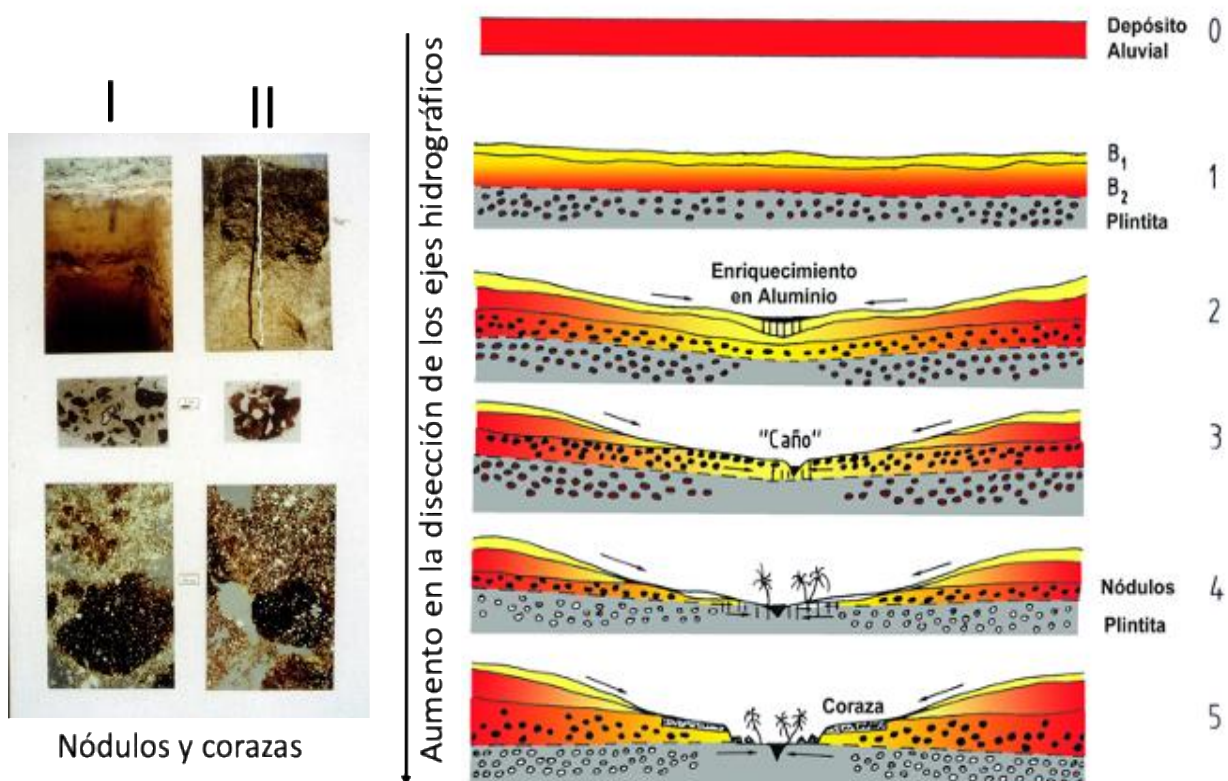 I
II
Nódulos y corazas
Aumento en la disección de los ejes hidrográficos
Depósito
Aluvial
0
B1
B2
Plintita
1
Enriquecimiento
en Aluminio
2
"Caño"
3
Nódulos
Plintita
4
Coraza
5